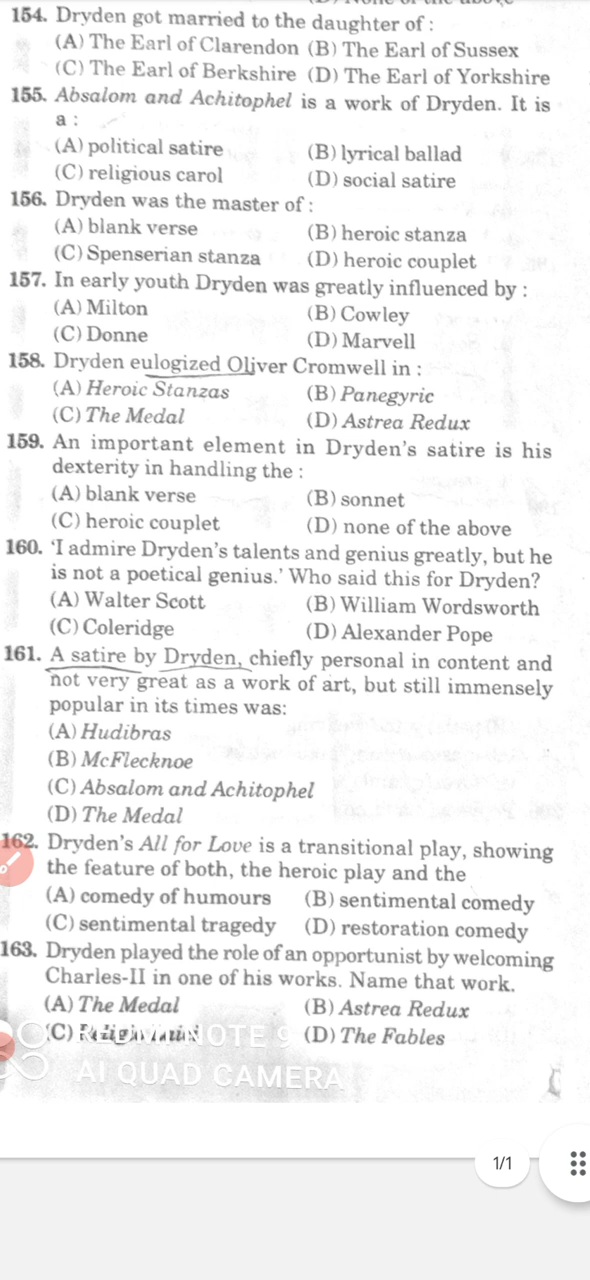 154. Dryden got married to the daughter of :
(A) The Earl of Clarendon (B) The Earl of Sussex
(C) The Earl of Berkshire (D) The Earl of Yorkshire
155. Absalom and Achitophel is a work of Dryden. It is
a :
(A) political satire (B) lyrical ballad
(C) religious carol (D) social satire
156. Dryden was the master of :
(A) blank verse (B) heroic stanza
(C) Spenserian stanza (D) heroic couplet
157. In early youth Dryden was greatly influenced by :
(A) Milton (B) Cowley
(C) Donne (D) Marvell
158. Dryden eulogized Oliver Cromwell in :
(A) Heroic Stanzas (B) Panegyric
(C) The Medal (D) Astrea Redux
159. An important element in Dryden's satire is his
dexterity in handling the :
(A) blank verse (B) sonnet
(C) heroic couplet (D) none of the above
160. 'I admire Dryden's talents and genius greatly, but he
is not a poetical genius.' Who said this for Dryden?
(A) Walter Scott (B) William Wordsworth
(C) Coleridge (D) Alexander Pope
161. A satire by Dryden, chiefly personal in content and
not very great as a work of art, but still immensely
popular in its times was:
(A) Hudibras
(B) McFlecknoe
(C) Absalom and Achitophel
(D) The Medal
162. Dryden's All for Love is a transitional play, showing
the feature of both, the heroic play and the
(A) comedy of humours (B) sentimental comedy
(C) sentimental tragedy (D) restoration comedy
163. Dryden played the role of an opportunist by welcoming
Charles-II in one of his works. Name that work.
(A) The Medal (B) Astrea Redux
(C) (D) The Fables
NOTE 9
AI QUAD CAMERA
1/1